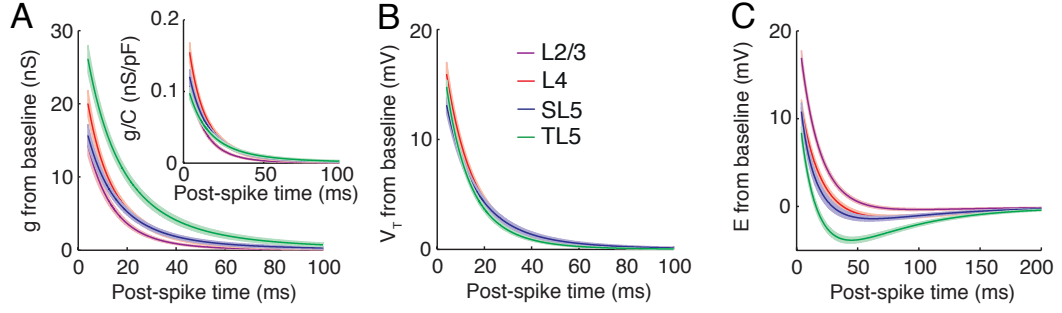 A
g from baseline (nS)
30
20
10
0
0 20 40 60 80 100
Post-spike time (ms)
g/C (nS/pF)
0.2
0.1
0
0 50 100
Post-spike time (ms)
B
V_T from baseline (mV)
20
10
0
0 20 40 60 80 100
Post-spike time (ms)
L2/3
L4
SL5
TL5
C
E from baseline (mV)
20
10
0
0 50 100 150 200
Post-spike time (ms)